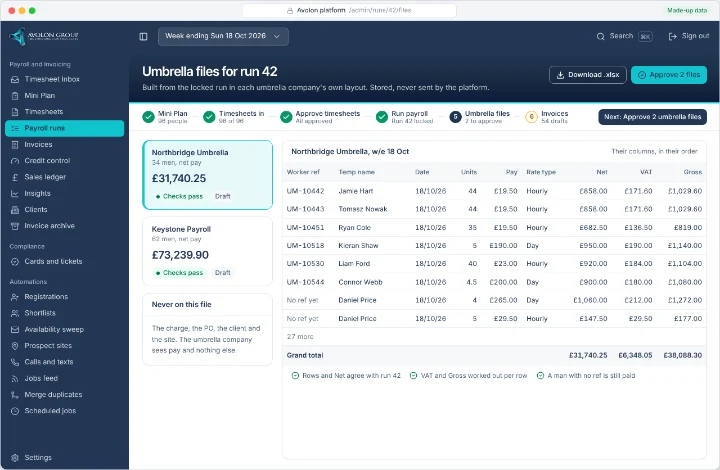 Avolon platform /admin/runs/42/files
Made-up data
AVOLON GROUP
Week ending Sun 18 Oct 2026
Search ⌘K
Sign out
Payroll and Invoicing
Timesheet Inbox
Mini Plan
Timesheets
Payroll runs
Invoices
Credit control
Sales ledger
Insights
Clients
Invoice archive
Compliance
Cards and tickets
Automations
Registrations
Shortlists
Availability sweep
Prospect sites
Calls and texts
Jobs feed
Merge duplicates
Scheduled jobs
Settings
Umbrella files for run 42
Built from the locked run in each umbrella company's own layout. Stored, never sent by the platform.
Download .xlsx
Approve 2 files
Mini Plan
96 people
Timesheets in
96 of 96
Approve timesheets
All approved
Run payroll
Run 42 locked
5 Umbrella files
2 to approve
6 Invoices
54 drafts
Next: Approve 2 umbrella files
Northbridge Umbrella
34 men, net pay
£31,740.25
Checks pass Draft
Keystone Payroll
62 men, net pay
£73,239.90
Checks pass Draft
Never on this file
The charge, the PO, the client and
the site. The umbrella company
sees pay and nothing else.
Northbridge Umbrella, w/e 18 Oct
Their columns, in their order
Worker ref Temp name Date Units Pay Rate type Net VAT Gross
UM-10442 Jamie Hart 18/10/26 44 £19.50 Hourly £858.00 £171.60 £1,029.60
UM-10443 Tomasz Nowak 18/10/26 44 £19.50 Hourly £858.00 £171.60 £1,029.60
UM-10451 Ryan Cole 18/10/26 35 £19.50 Hourly £682.50 £136.50 £819.00
UM-10518 Kieran Shaw 18/10/26 5 £190.00 Day £950.00 £190.00 £1,140.00
UM-10530 Liam Ford 18/10/26 40 £23.00 Hourly £920.00 £184.00 £1,104.00
UM-10544 Connor Webb 18/10/26 4.5 £200.00 Day £900.00 £180.00 £1,080.00
No ref yet Daniel Price 18/10/26 4 £265.00 Day £1,060.00 £212.00 £1,272.00
No ref yet Daniel Price 18/10/26 5 £29.50 Hourly £147.50 £29.50 £177.00
27 more
Grand total £31,740.25 £6,348.05 £38,088.30
Rows and Net agree with run 42
VAT and Gross worked out per row
A man with no ref is still paid